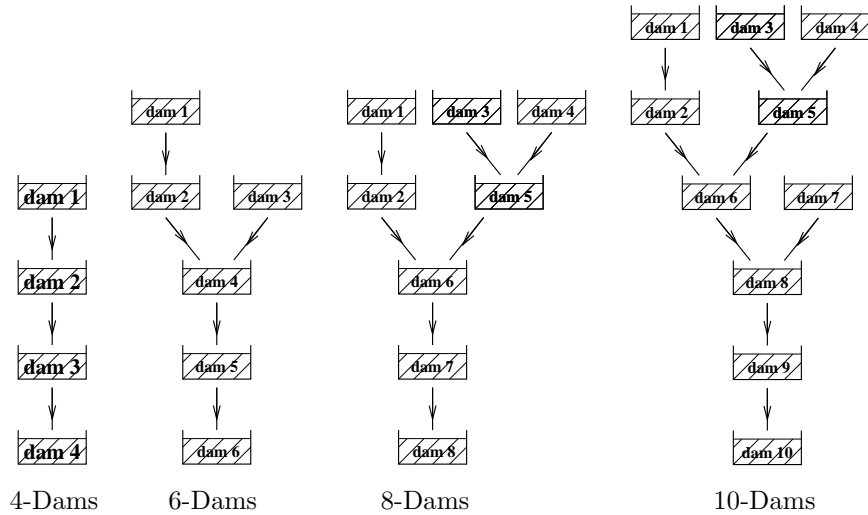 dam 1 dam 3 dam 4
dam 1 dam 1 dam 3 dam 4 dam 2 dam 5
dam 1 dam 2 dam 3 dam 2 dam 5 dam 6 dam 7
dam 2 dam 4 dam 6 dam 8
dam 3 dam 5 dam 7 dam 9
dam 4 dam 6 dam 8 dam 10
4-Dams 6-Dams 8-Dams 10-Dams